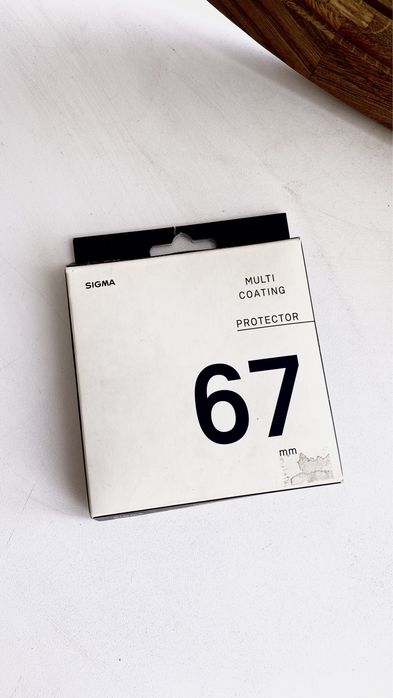 SIGMA
MULTI
COATING
PROTECTOR
67
mm